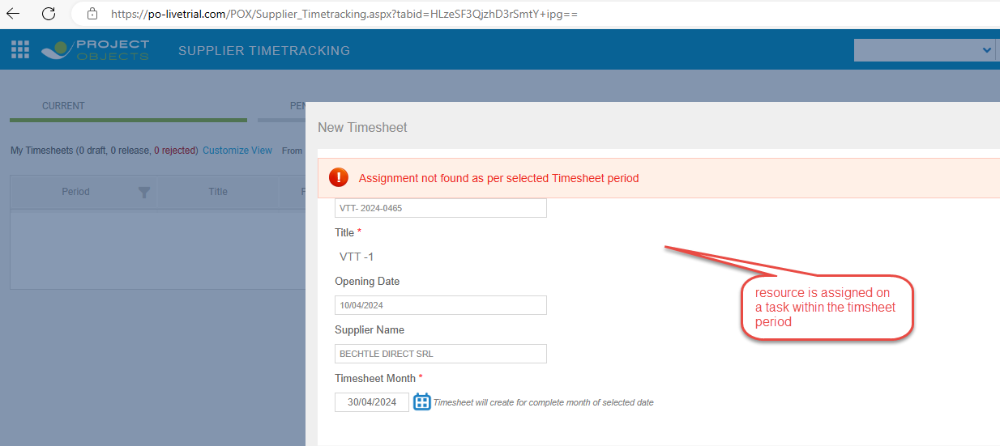 https://po-livetrial.com/POX/Supplier_Timetracking.aspx?tabid=HLzeSF3QjzhD3rSmtY+ipg==
PROJECT
OBJECTS
SUPPLIER TIMETRACKING
CURRENT
PEN
My Timesheets (0 draft, 0 release, 0 rejected) Customize View From
Period
Title
New Timesheet
! Assignment not found as per selected Timesheet period
VTT- 2024-0465
Title *
VTT -1
Opening Date
10/04/2024
Supplier Name
BECHTLE DIRECT SRL
Timesheet Month *
30/04/2024 Timesheet will create for complete month of selected date
resource is assigned on
a task within the timsheet
period